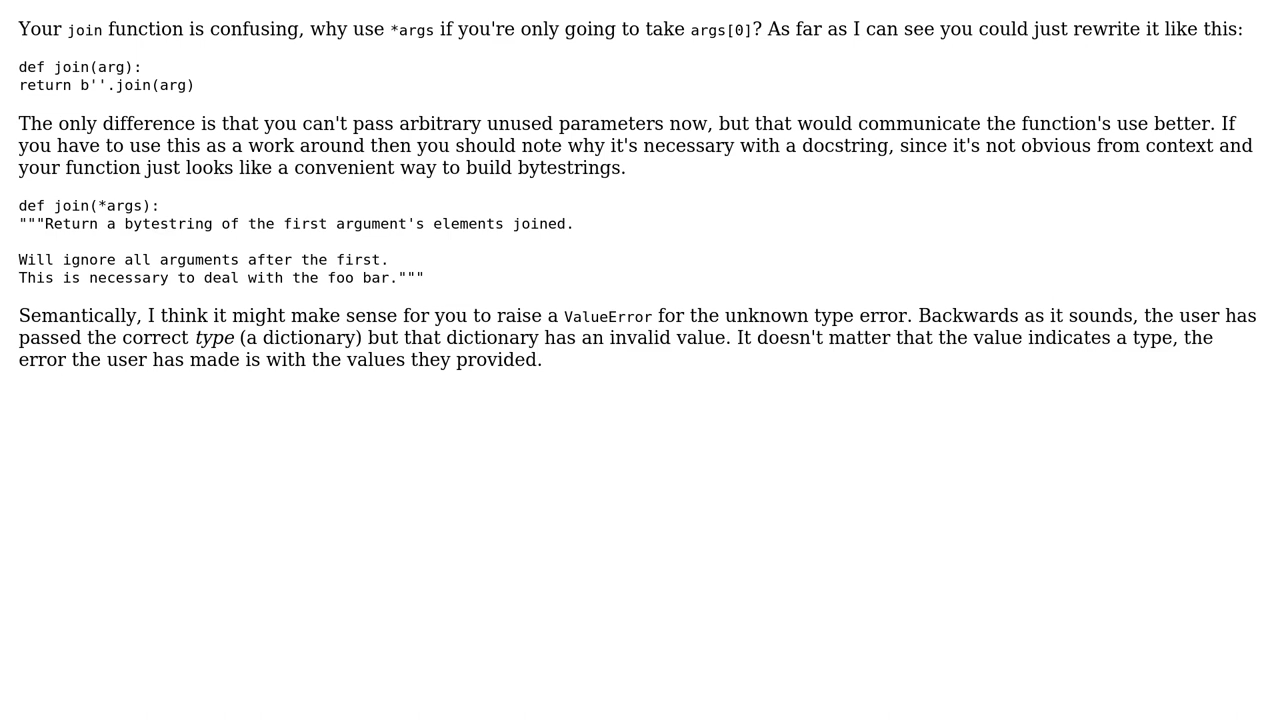 Your join function is confusing, why use *args if you're only going to take args[0]? As far as I can see you could just rewrite it like this:
def join(arg):
return b''.join(arg)
The only difference is that you can't pass arbitrary unused parameters now, but that would communicate the function's use better. If
you have to use this as a work around then you should note why it's necessary with a docstring, since it's not obvious from context and
your function just looks like a convenient way to build bytestrings.
def join(*args):
"""Return a bytestring of the first argument's elements joined.
Will ignore all arguments after the first.
This is necessary to deal with the foo bar."""
Semantically, I think it might make sense for you to raise a ValueError for the unknown type error. Backwards as it sounds, the user has
passed the correct type (a dictionary) but that dictionary has an invalid value. It doesn't matter that the value indicates a type, the
error the user has made is with the values they provided.